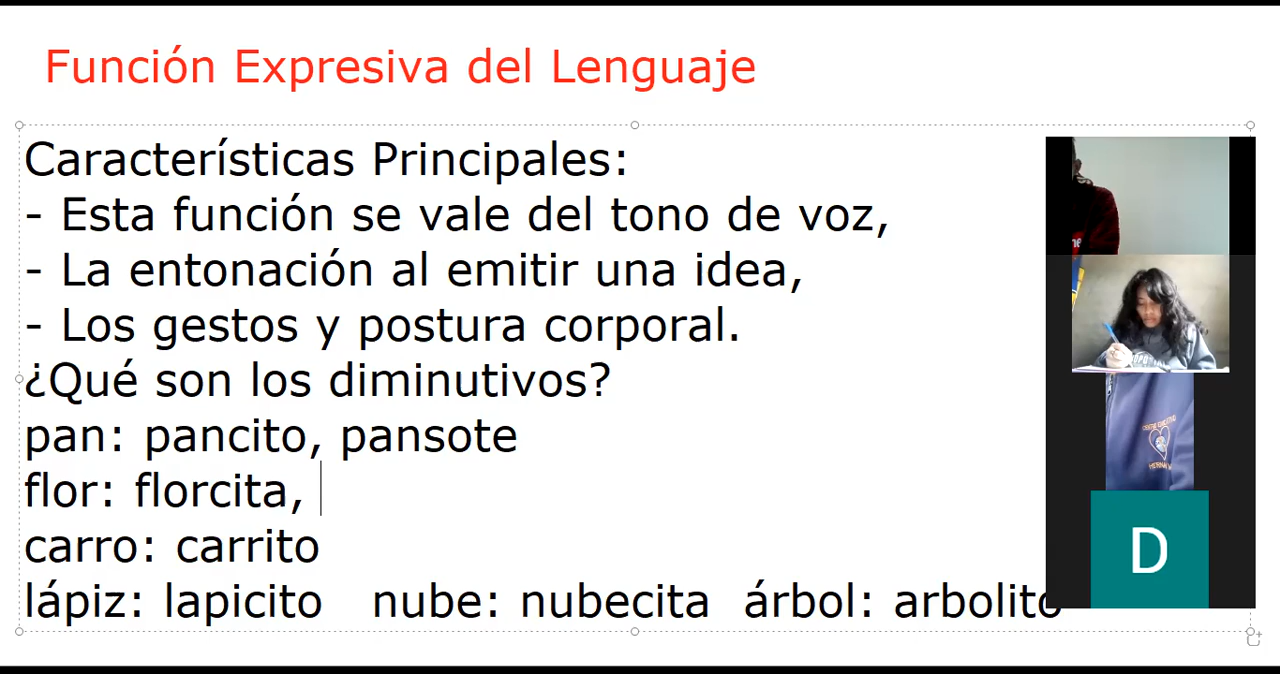 Función Expresiva del Lenguaje
Características Principales:
- Esta función se vale del tono de voz,
- La entonación al emitir una idea,
- Los gestos y postura corporal.
¿Qué son los diminutivos?
pan: pancito, pansote
flor: florcita,
carro: carrito
lápiz: lapicito   nube: nubecita  árbol: arbolito
D